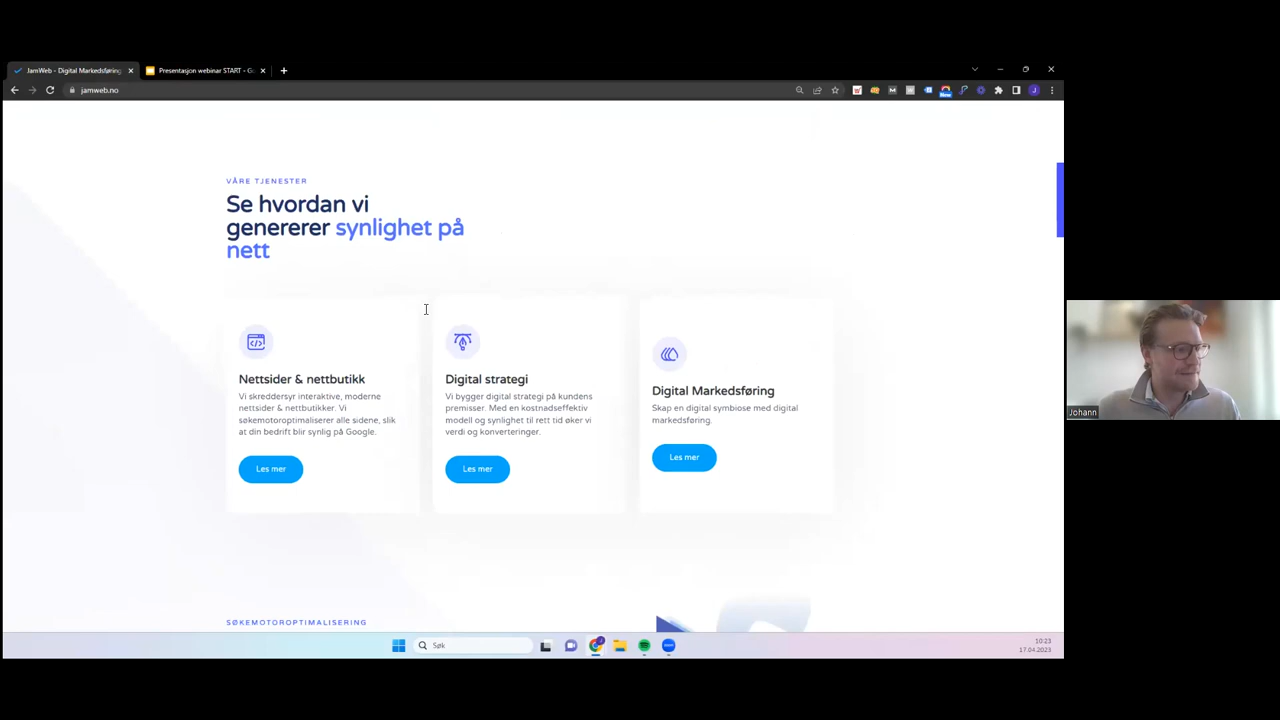 JamWeb - Digital Markedsføring
Presentasjon webinar START - Go
jamweb.no
New
VÅRE TJENESTER
Se hvordan vi
genererer synlighet på
nett
Nettsider & nettbutikk
Vi skreddersyr interaktive, moderne
nettsider & nettbutikker. Vi
søkemotoroptimaliserer alle sidene, slik
at din bedrift blir synlig på Google.
Les mer
Digital strategi
Vi bygger digital strategi på kundens
premisser. Med en kostnadseffektiv
modell og synlighet til rett tid øker vi
verdi og konverteringer.
Les mer
Digital Markedsføring
Skap en digital symbiose med digital
markedsføring.
Les mer
Johann
SØKEMOTOROPTIMALISERING
Søk
10:23
17.04.2023